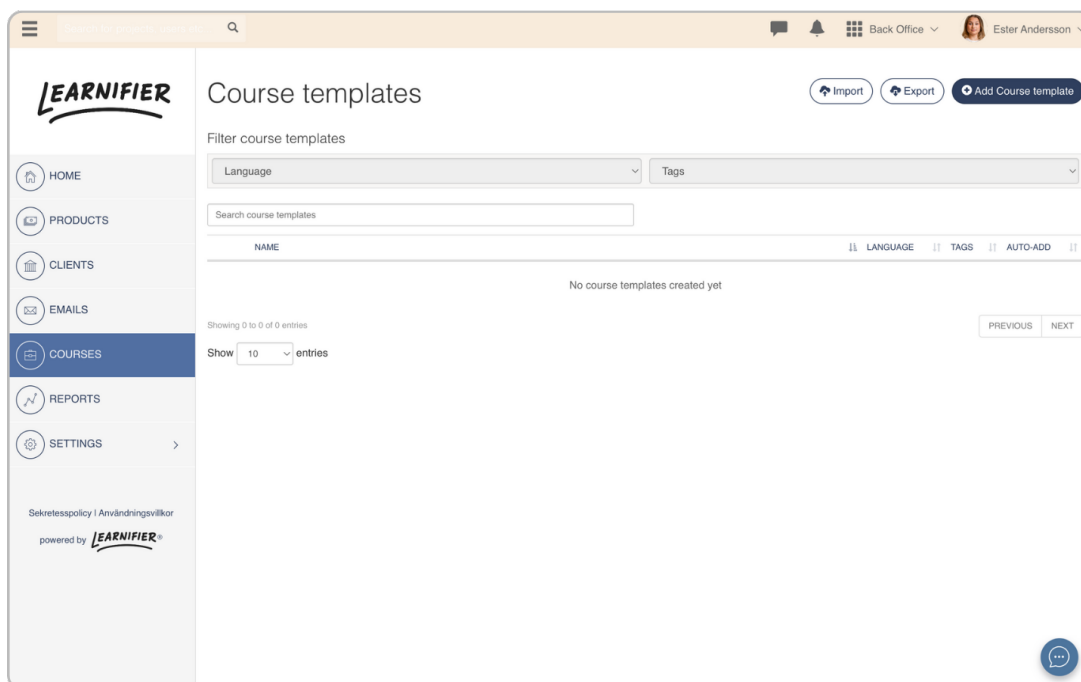 Back Office
Ester Andersson
LEARNIFIER
Course templates
Import
Export
Add Course template
Filter course templates
Language
Tags
Search course templates
NAME
LANGUAGE
TAGS
AUTO-ADD
No course templates created yet
Showing 0 to 0 of 0 entries
PREVIOUS
NEXT
Show 10 entries
HOME
PRODUCTS
CLIENTS
EMAILS
COURSES
REPORTS
SETTINGS
Sekretesspolicy | Användningsvillkor
powered by LEARNIFIER®